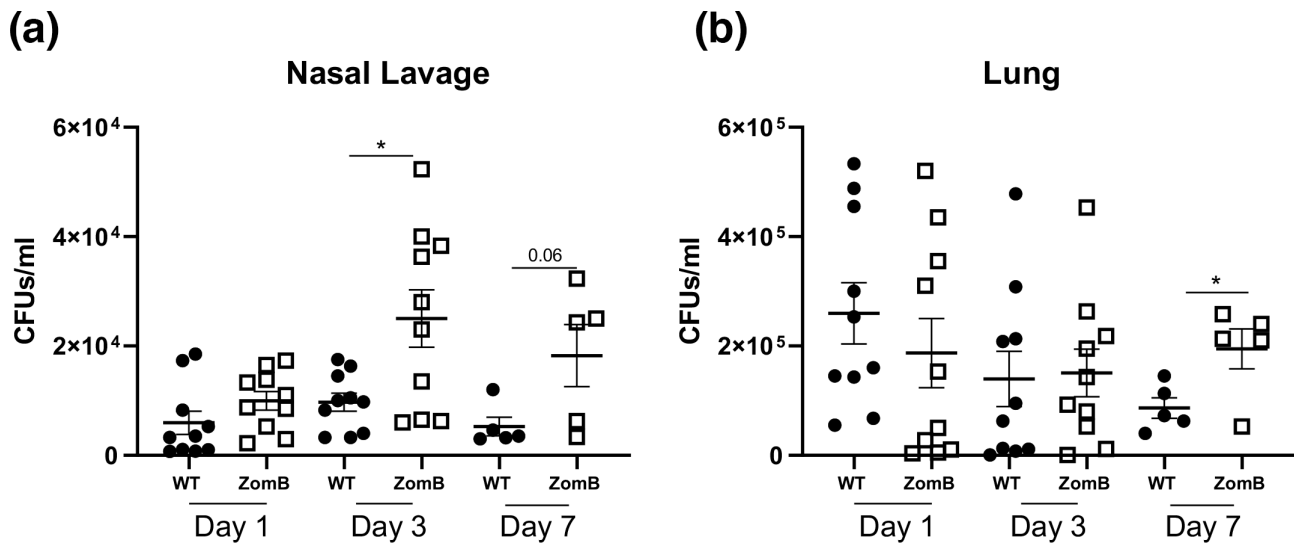 (a)
Nasal Lavage
CFUs/ml
6×10⁴
4×10⁴
2×10⁴
0
*
0.06
WT ZomB WT ZomB WT ZomB
Day 1 Day 3 Day 7
(b)
Lung
CFUs/ml
6×10⁵
4×10⁵
2×10⁵
0
*
WT ZomB WT ZomB WT ZomB
Day 1 Day 3 Day 7